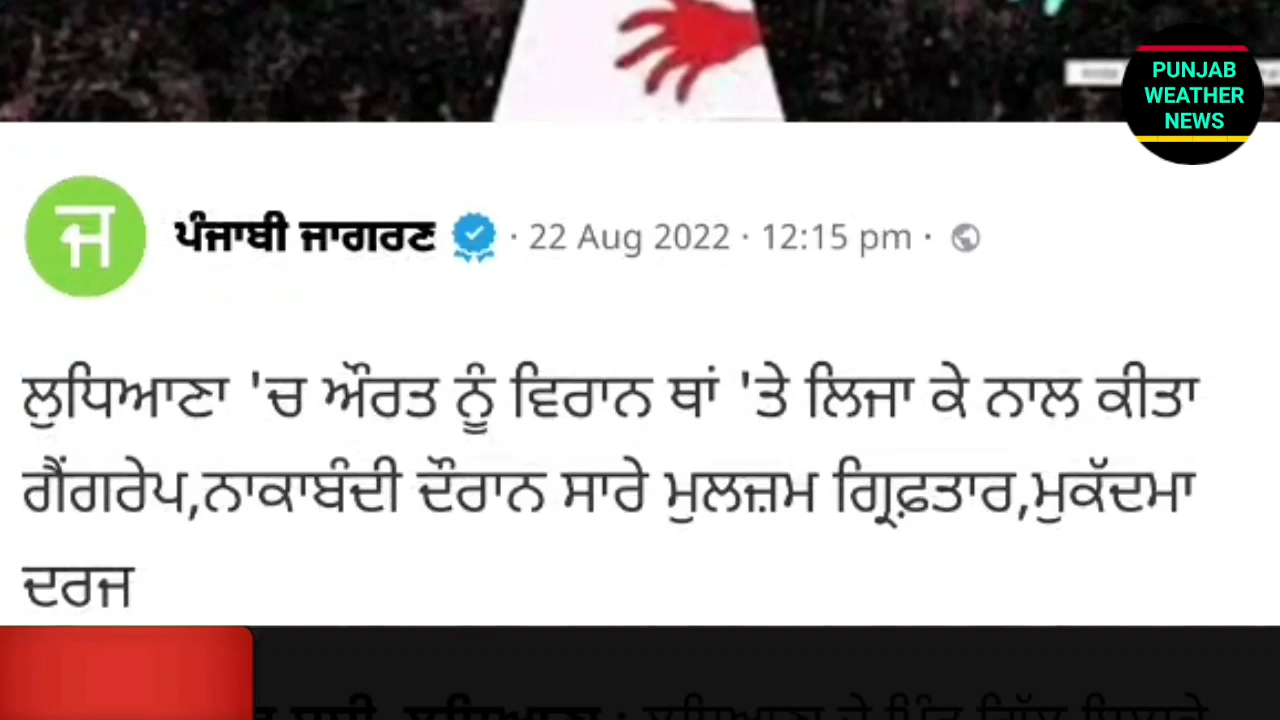 PUNJAB
WEATHER
NEWS
ਪੰਜਾਬੀ ਜਾਗਰਣ · 22 Aug 2022 · 12:15 pm ·
ਲੁਧਿਆਣਾ 'ਚ ਔਰਤ ਨੂੰ ਵਿਰਾਨ ਥਾਂ 'ਤੇ ਲਿਜਾ ਕੇ ਨਾਲ ਕੀਤਾ
ਗੈਂਗਰੇਪ,ਨਾਕਾਬੰਦੀ ਦੌਰਾਨ ਸਾਰੇ ਮੁਲਜ਼ਮ ਗ੍ਰਿਫ਼ਤਾਰ,ਮੁਕੱਦਮਾ
ਦਰਜ